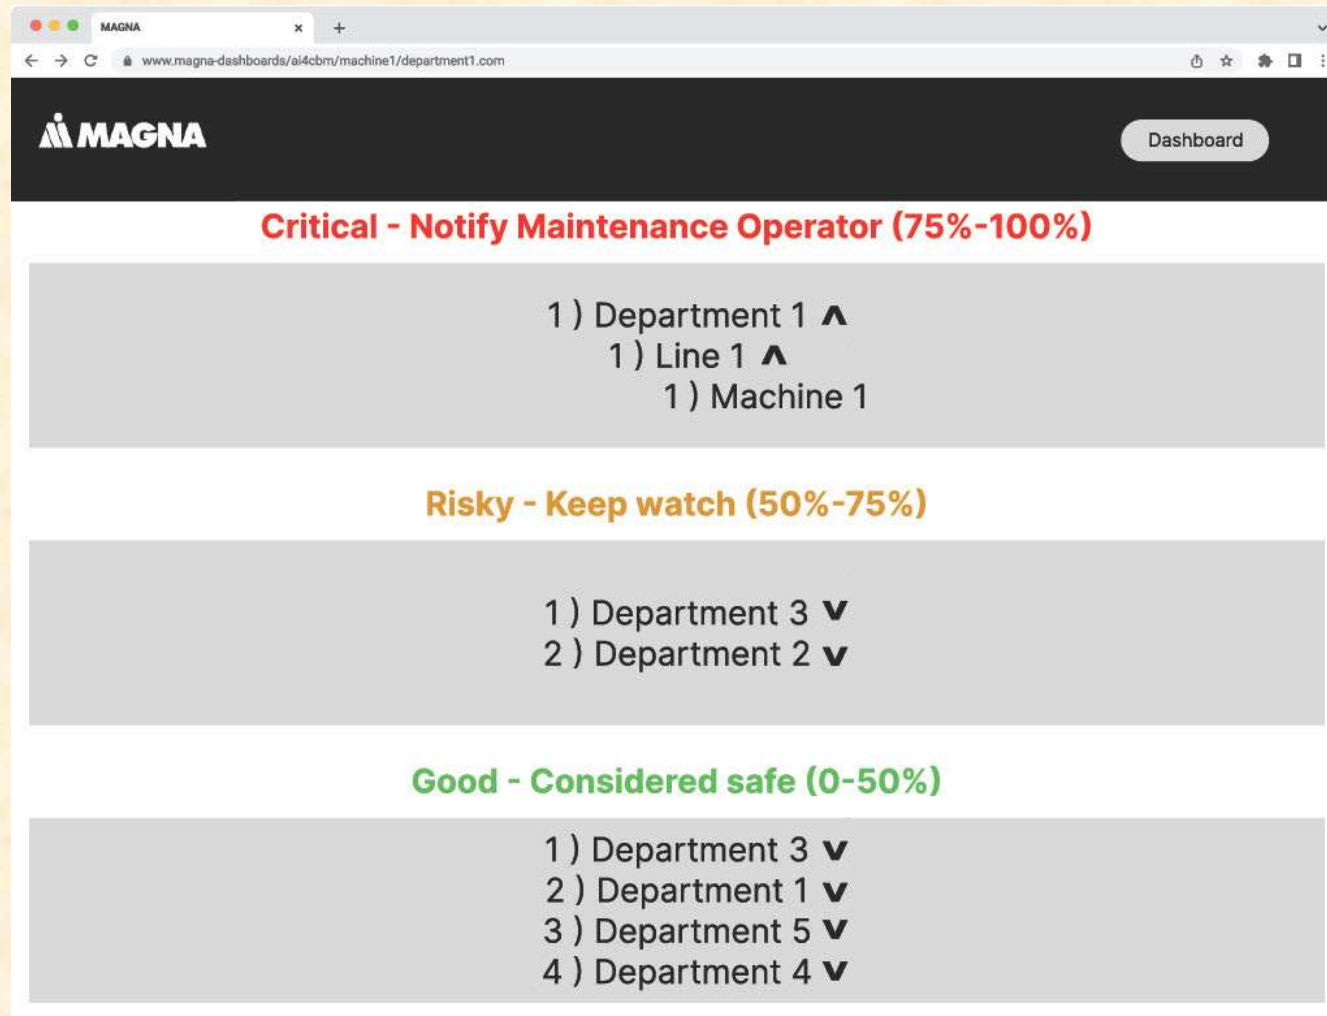 MAGNA
www.magna-dashboards/ai4cbm/machine1/department1.com
MAGNA
Dashboard
Critical - Notify Maintenance Operator (75%-100%)
1 ) Department 1
1 ) Line 1
1 ) Machine 1
Risky - Keep watch (50%-75%)
1 ) Department 3
2 ) Department 2
Good - Considered safe (0-50%)
1 ) Department 3
2 ) Department 1
3 ) Department 5
4 ) Department 4